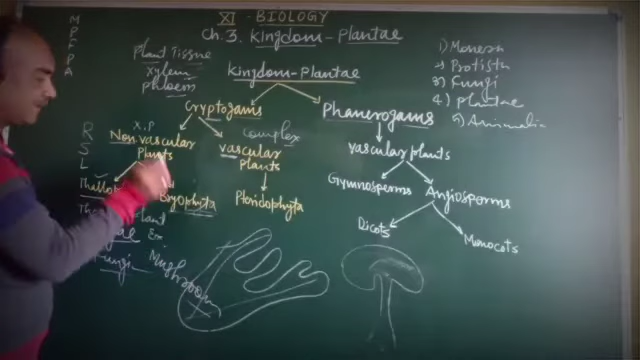 XI - BIOLOGY
Ch. 3. Kingdom - Plantae
M
P
F
P
A
Plant Tissue
xylem
phloem
Kingdom - Plantae
1) Monera
2) Protista
3) Fungi
4) Plantae
5) Animalia
Cryptogams
Phanerogams
X.P
complex
R
S
L
Non. vascular
Plants
vascular
Plants
vascular plants
Bryophyta
Pteridophyta
Gymnosperms
Angiosperms
Dicots
Monocots
Ex.
Fungi
Mushroom